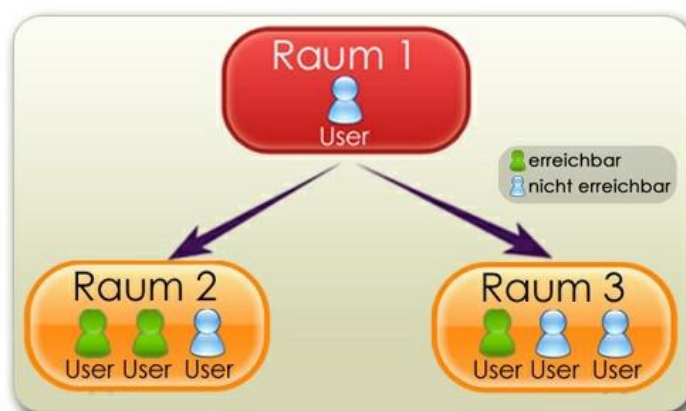 Raum 1
User
erreichbar
nicht erreichbar
Raum 2
User User User
Raum 3
User User User